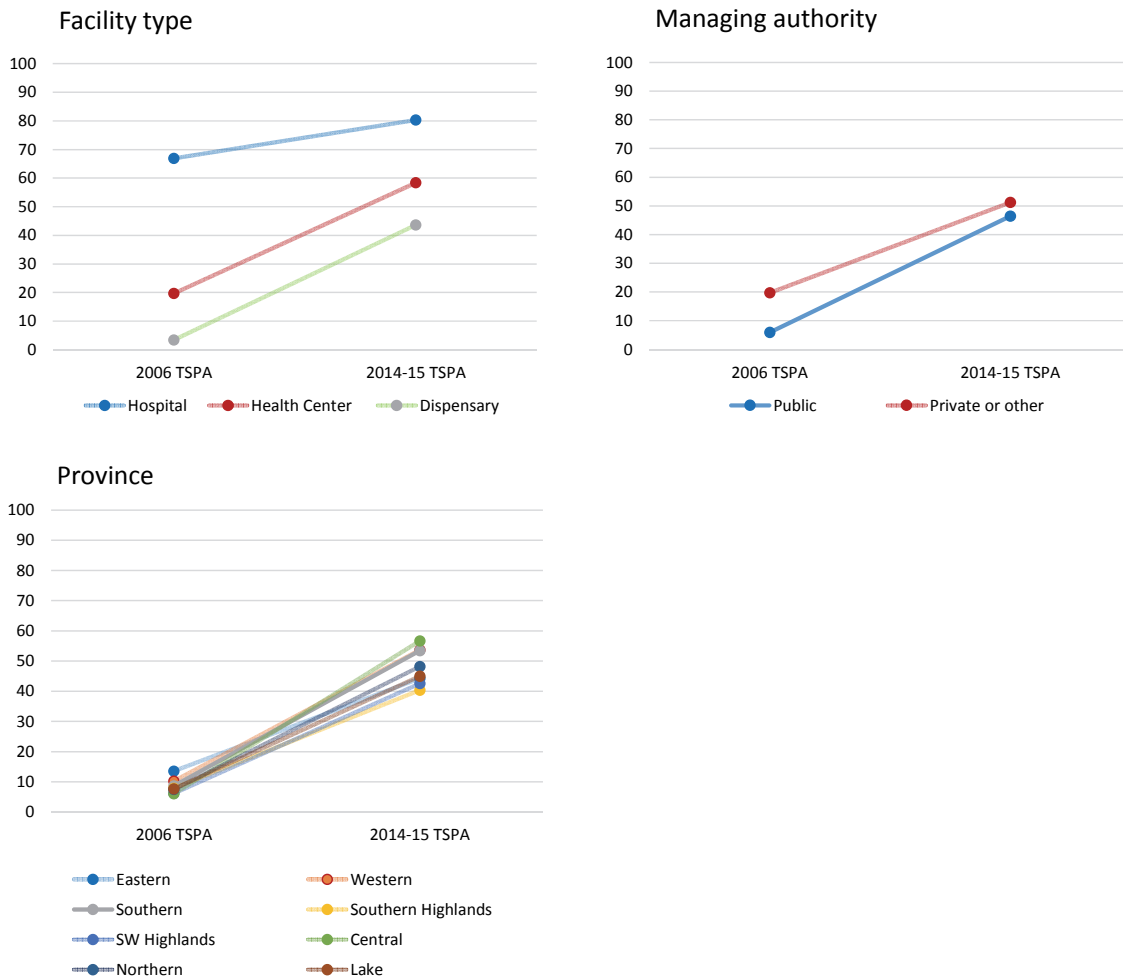 Facility type
100
90
80
70
60
50
40
30
20
10
0
2006 TSPA 2014-15 TSPA
Hospital Health Center Dispensary
Managing authority
100
90
80
70
60
50
40
30
20
10
0
2006 TSPA 2014-15 TSPA
Public Private or other
Province
100
90
80
70
60
50
40
30
20
10
0
2006 TSPA 2014-15 TSPA
Eastern Western
Southern Southern Highlands
SW Highlands Central
Northern Lake